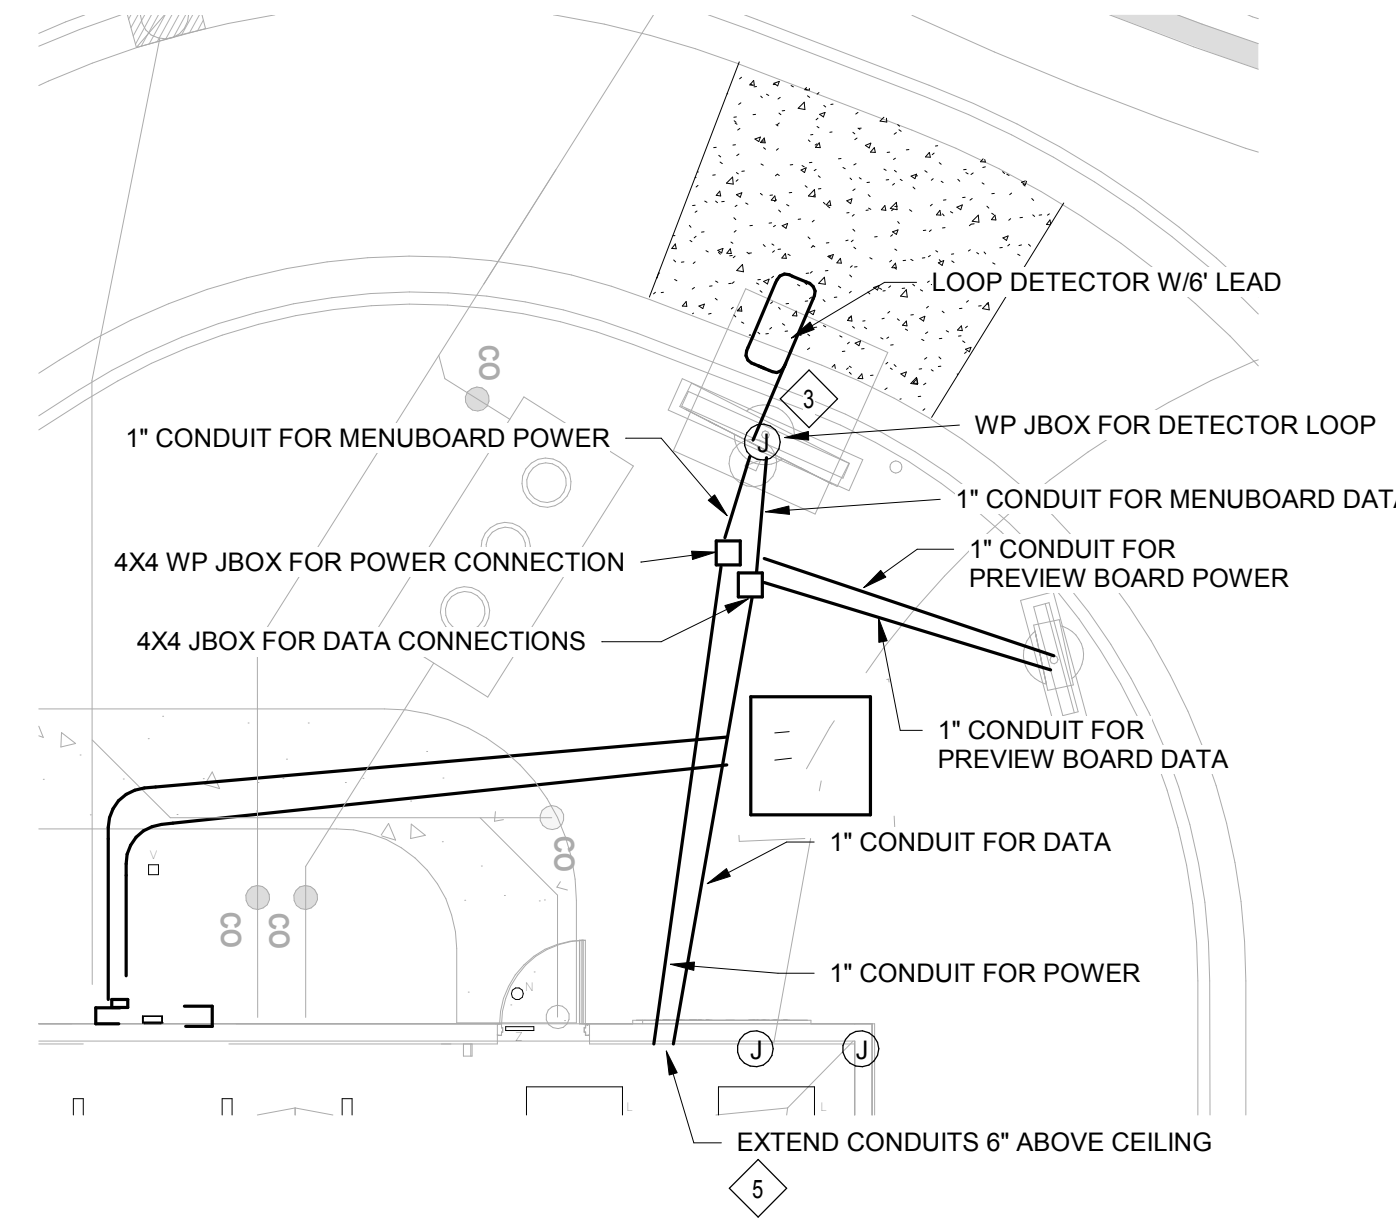 CO
LOOP DETECTOR W/6' LEAD
3
1" CONDUIT FOR MENUBOARD POWER
WP JBOX FOR DETECTOR LOOP
J
1" CONDUIT FOR MENUBOARD DATA
4X4 WP JBOX FOR POWER CONNECTION
1" CONDUIT FOR
PREVIEW BOARD POWER
4X4 JBOX FOR DATA CONNECTIONS
1" CONDUIT FOR
PREVIEW BOARD DATA
1" CONDUIT FOR DATA
CO
V
CO
CO
1" CONDUIT FOR POWER
N
Z
J
J
L
L
EXTEND CONDUITS 6" ABOVE CEILING
5